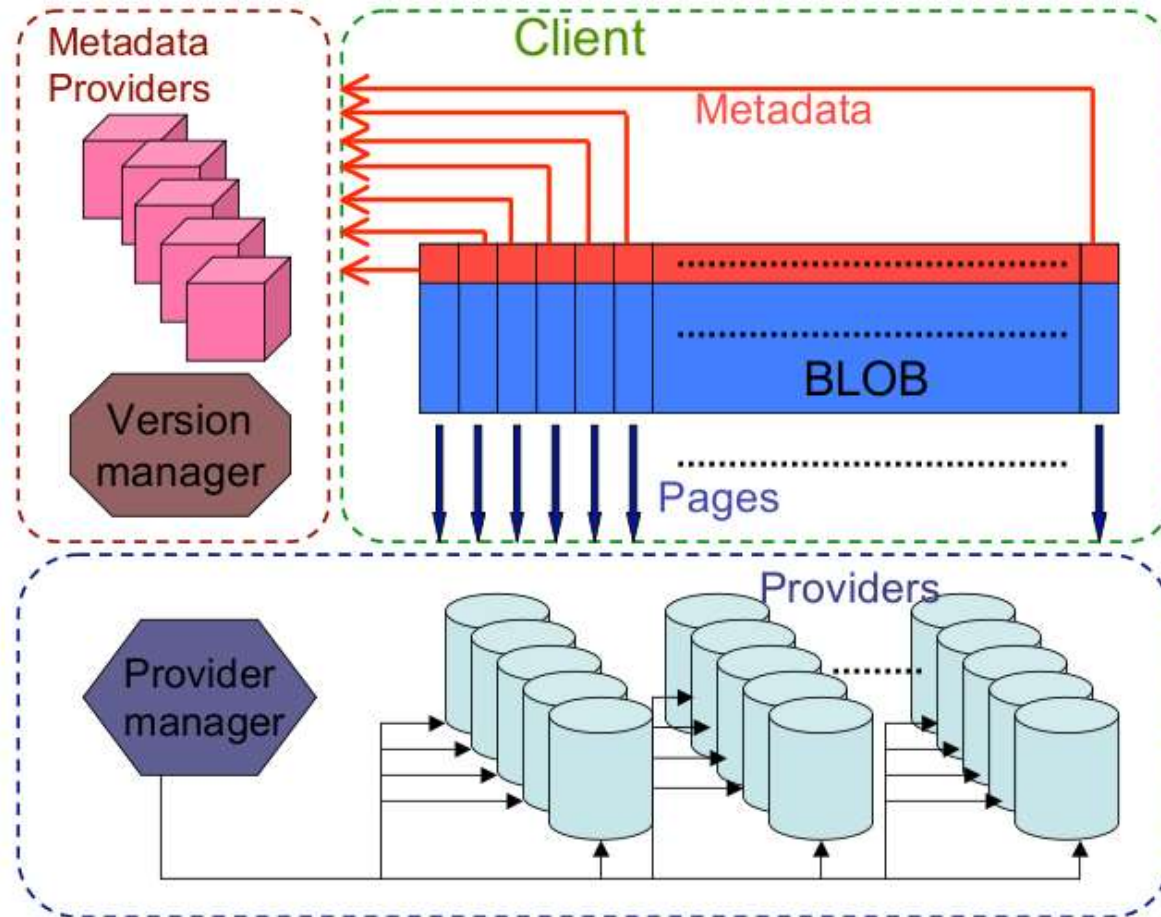 Metadata
Providers
Client
Metadata
BLOB
Version
manager
Pages
Providers
Provider
manager